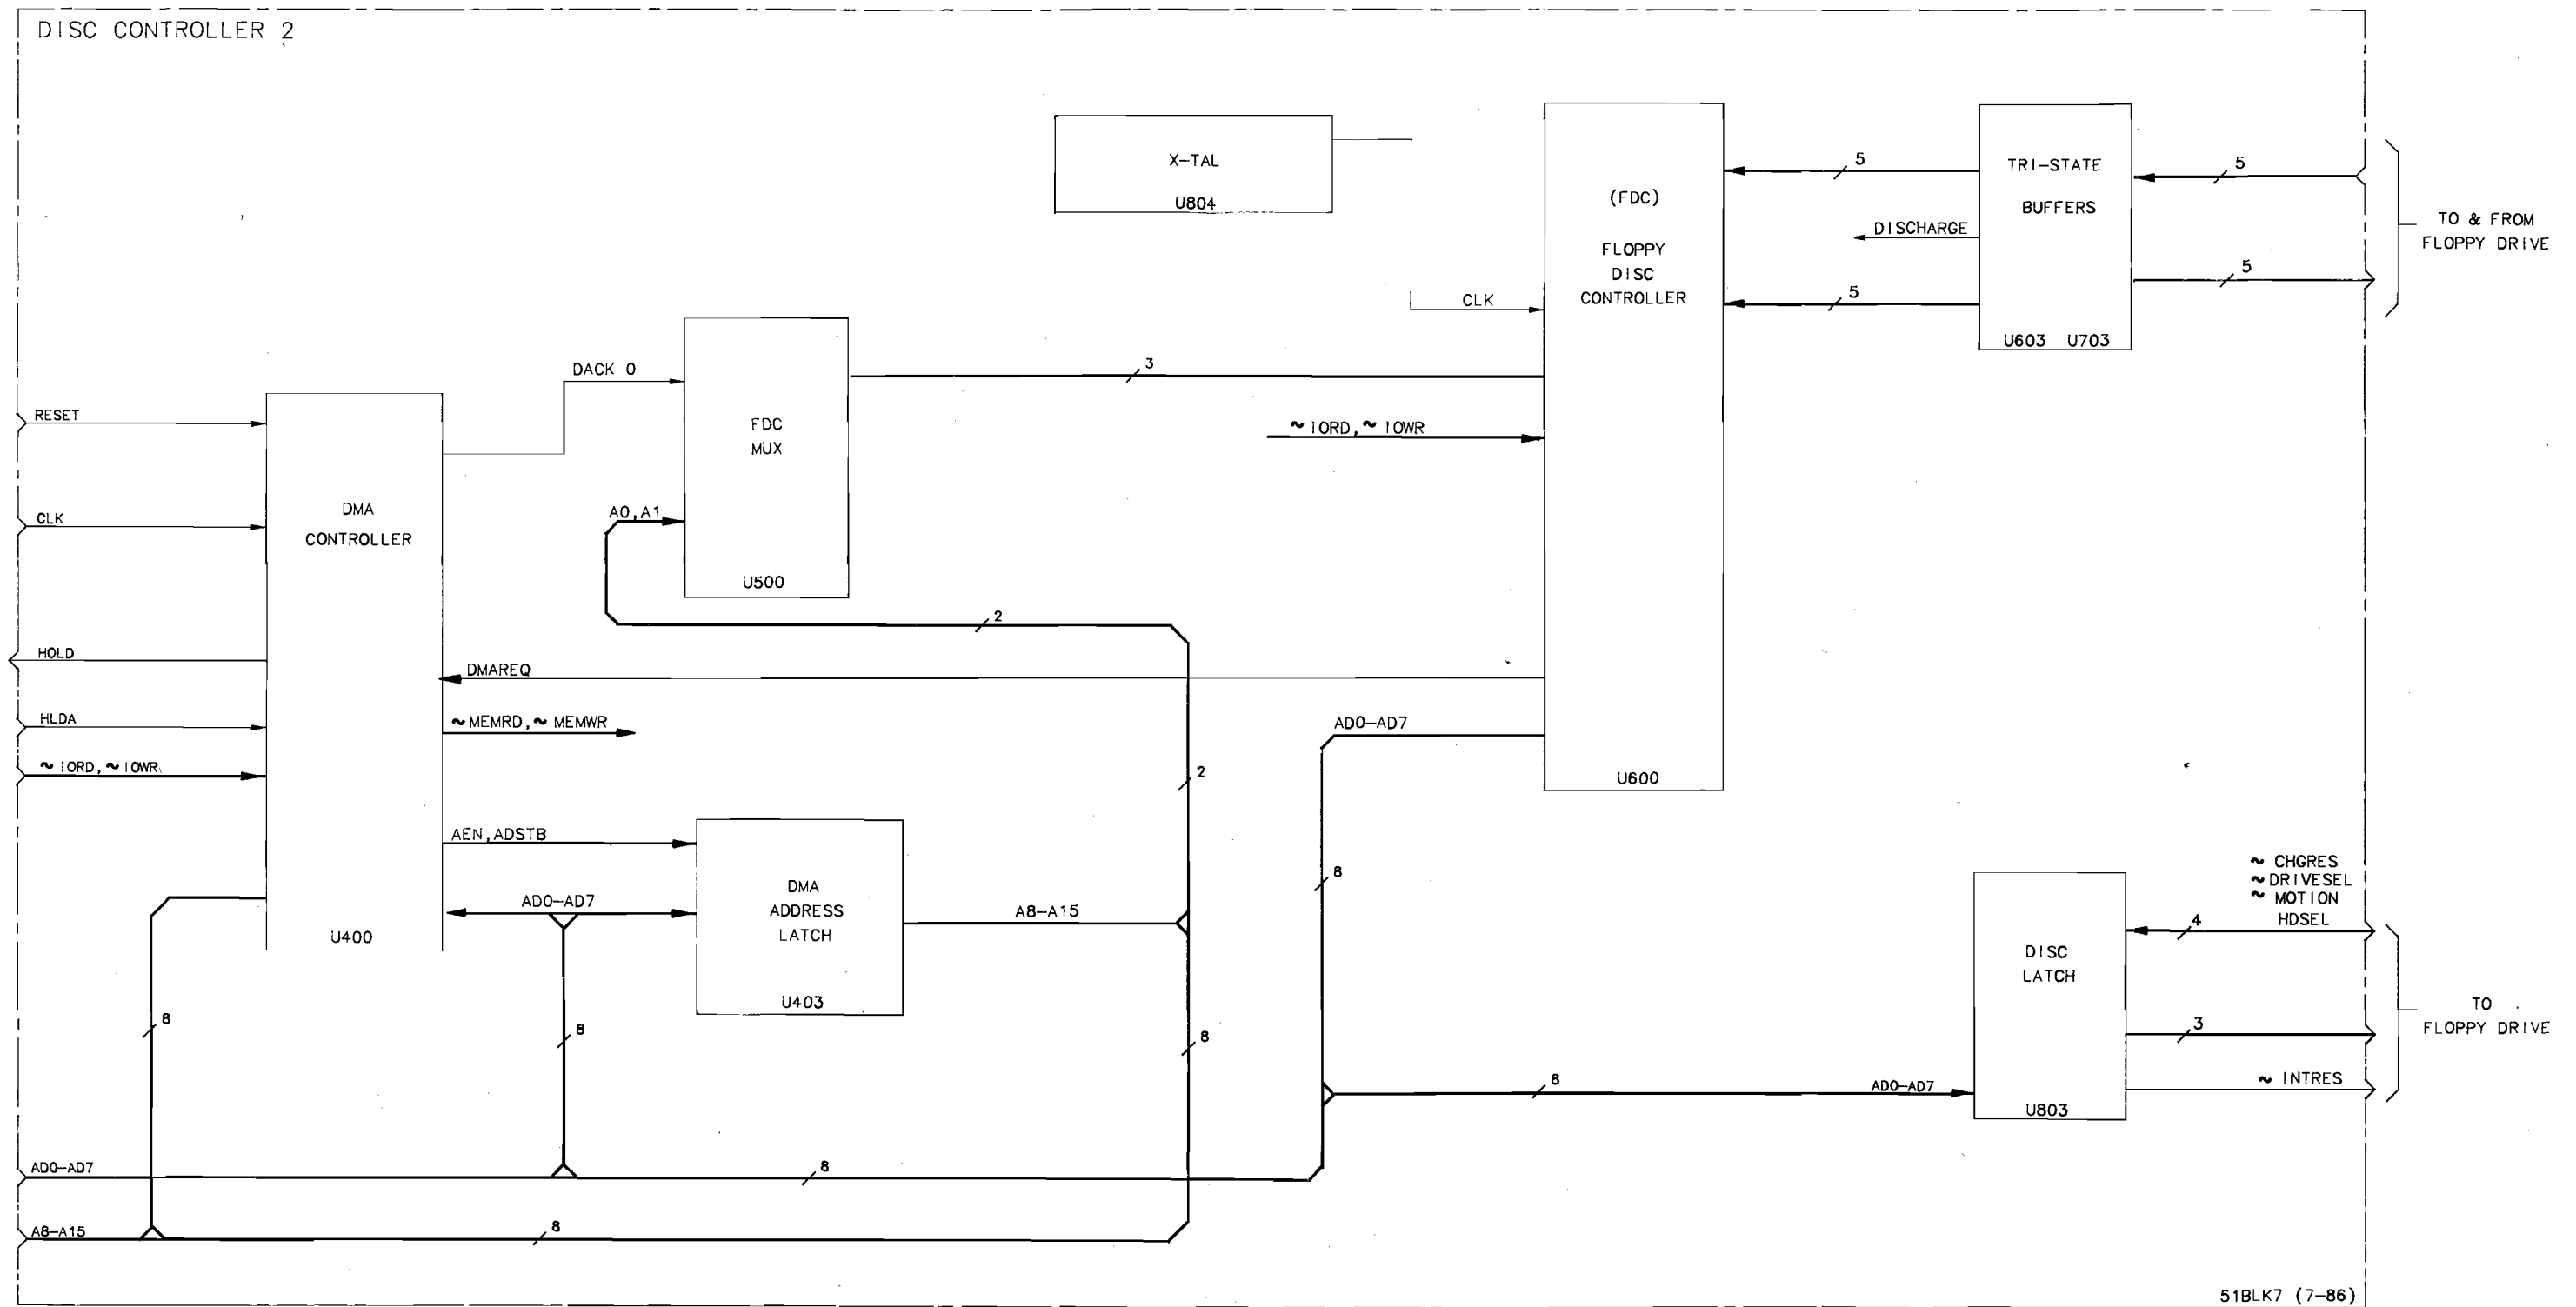 DISC CONTROLLER 2
X-TAL
U804
(FDC)
FLOPPY
DISC
CONTROLLER
U600
CLK
5
DISCHARGE
5
TRI-STATE
BUFFERS
U603 U703
5
5
TO & FROM
FLOPPY DRIVE
RESET
CLK
HOLD
HLDA
~ IORD, ~ IOWR
DMA
CONTROLLER
U400
DACK 0
FDC
MUX
U500
A0,A1
3
~ IORD, ~ IOWR
2
DMAREQ
~ MEMRD, ~ MEMWR
2
AD0-AD7
AEN,ADSTB
AD0-AD7
DMA
ADDRESS
LATCH
U403
A8-A15
8
8
8
8
8
AD0-AD7
DISC
LATCH
U803
~ CHGRES
~ DRIVESEL
~ MOTION
HDSEL
4
3
~ INTRES
TO
FLOPPY DRIVE
AD0-AD7
8
A8-A15
8
51BLK7 (7-86)